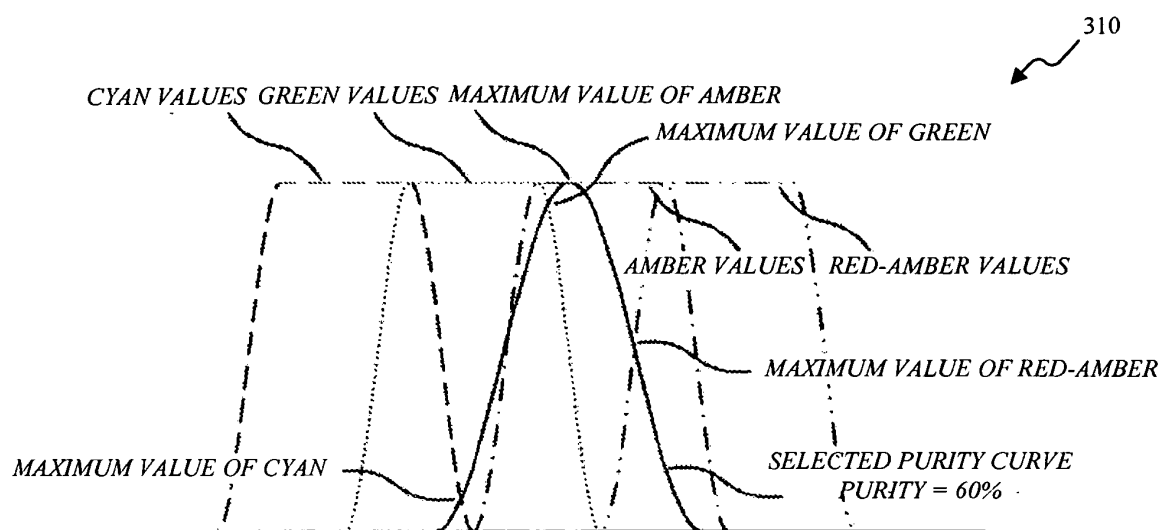 310
CYAN VALUES GREEN VALUES MAXIMUM VALUE OF AMBER
MAXIMUM VALUE OF GREEN
AMBER VALUES RED-AMBER VALUES
MAXIMUM VALUE OF RED-AMBER
MAXIMUM VALUE OF CYAN
SELECTED PURITY CURVE
PURITY = 60%